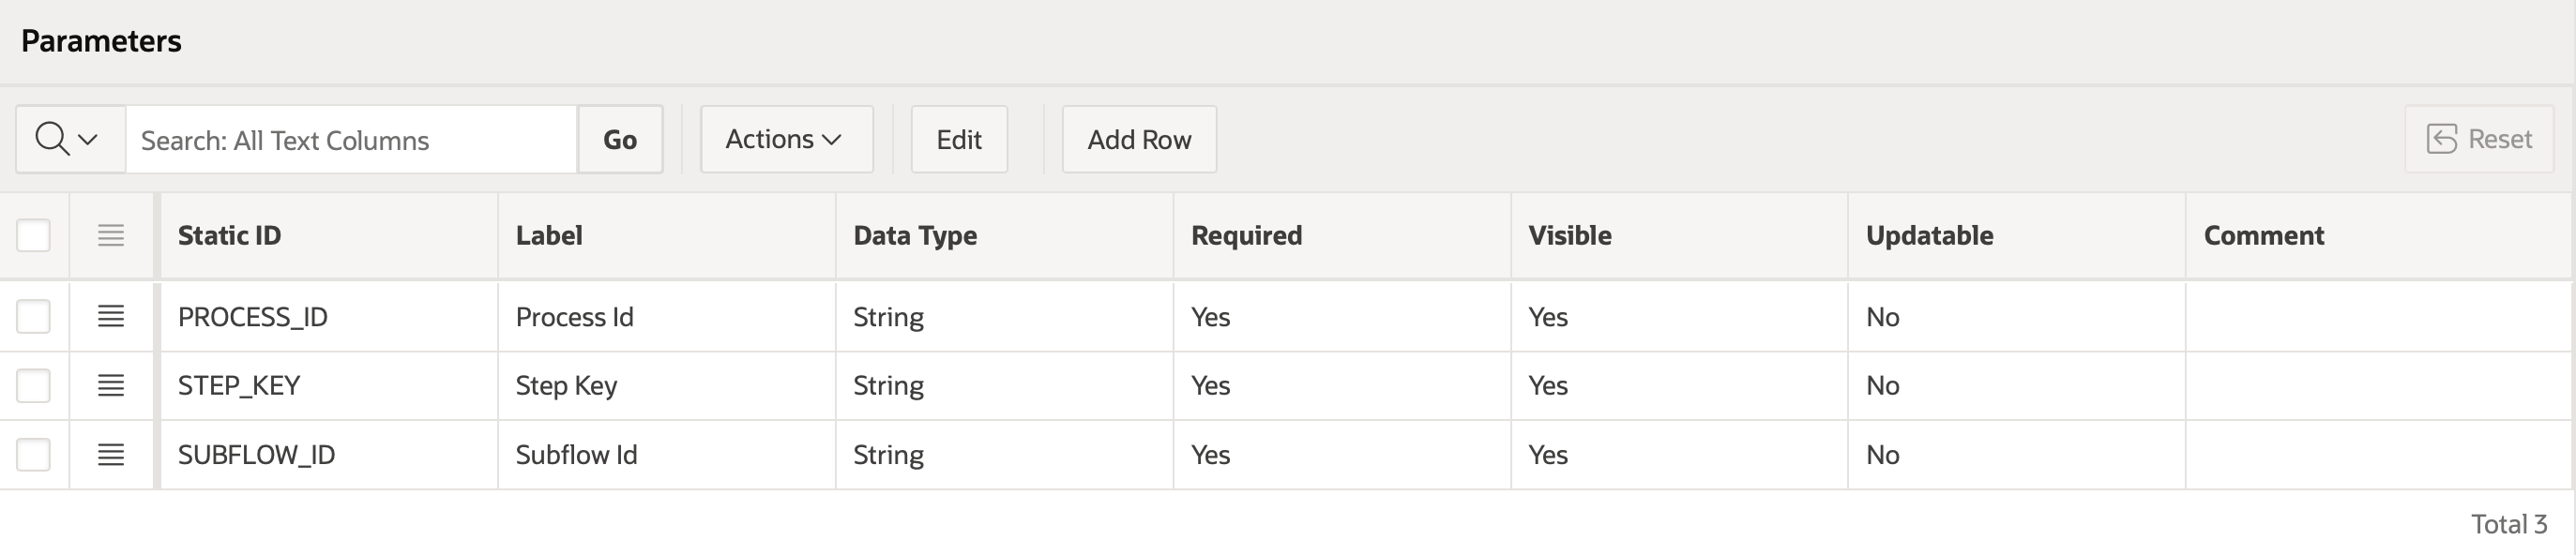 Parameters
Search: All Text Columns Go Actions Edit Add Row Reset
Static ID Label Data Type Required Visible Updatable Comment
PROCESS_ID Process Id String Yes Yes No
STEP_KEY Step Key String Yes Yes No
SUBFLOW_ID Subflow Id String Yes Yes No
Total 3